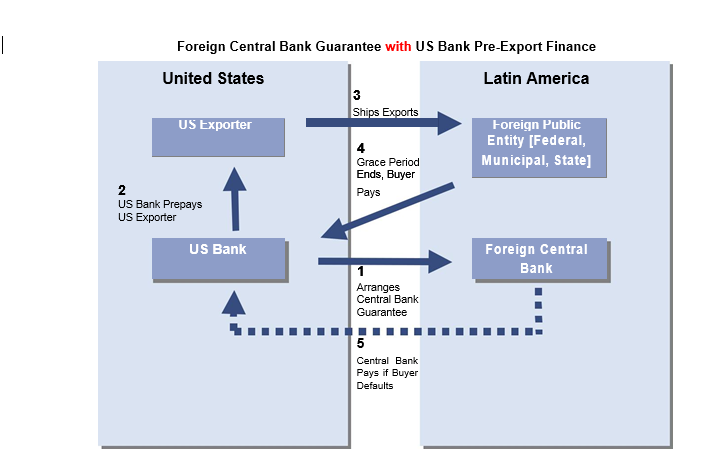 Foreign Central Bank Guarantee with US Bank Pre-Export Finance
United States
Latin America
US Exporter
3
Ships Exports
Foreign Public
Entity [Federal,
Municipal, State]
4
Grace Period
Ends, Buyer
Pays
2
US Bank Prepays
US Exporter
US Bank
Foreign Central
Bank
1
Arranges
Central Bank
Guarantee
5
Central Bank
Pays if Buyer
Defaults